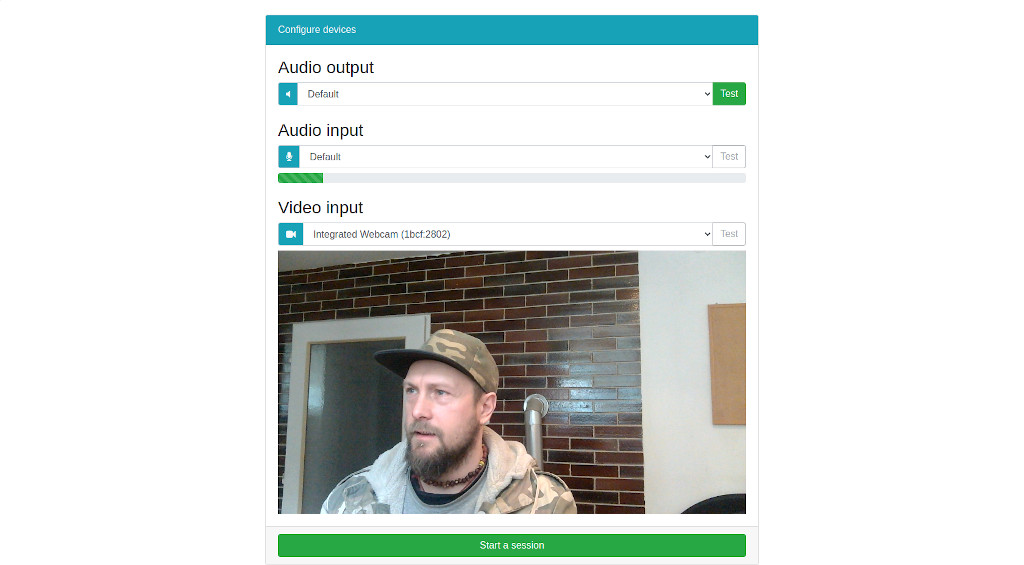 Configure devices
Audio output
Default
Test
Audio input
Default
Test
Video input
Integrated Webcam (1bcf:2802)
Test
Start a session